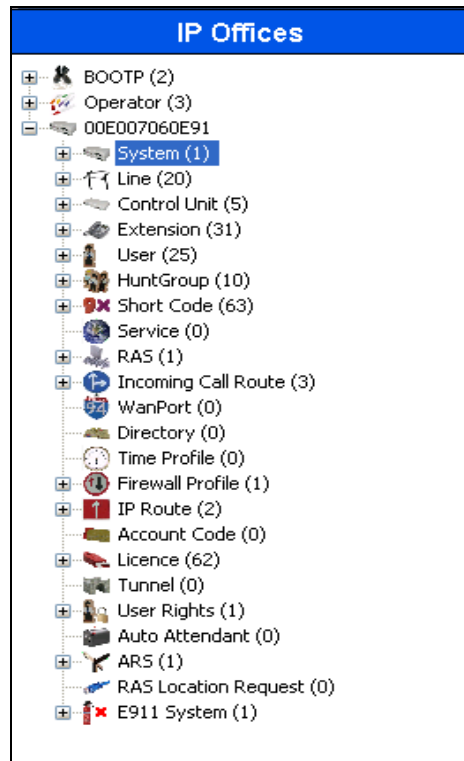 IP Offices
BOOTP (2)
Operator (3)
00E007060E91
System (1)
Line (20)
Control Unit (5)
Extension (31)
User (25)
HuntGroup (10)
Short Code (63)
Service (0)
RAS (1)
Incoming Call Route (3)
WanPort (0)
Directory (0)
Time Profile (0)
Firewall Profile (1)
IP Route (2)
Account Code (0)
Licence (62)
Tunnel (0)
User Rights (1)
Auto Attendant (0)
ARS (1)
RAS Location Request (0)
E911 System (1)